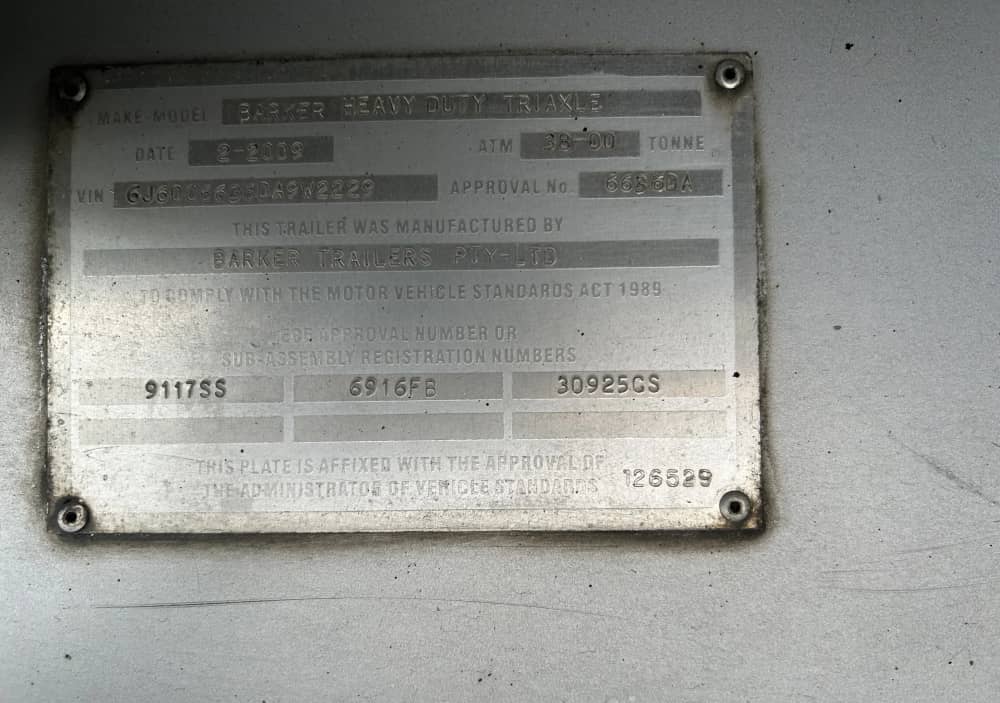 MAKE-MODEL BARKER HEAVY DUTY TRIAXLE
DATE 2-2009 ATM 38-00 TONNE
VIN APPROVAL No.
THIS TRAILER WAS MANUFACTURED BY
BARKER TRAILERS PTY-LTD
TO COMPLY WITH THE MOTOR VEHICLE STANDARDS ACT 1989
APPROVAL NUMBER OR
SUB-ASSEMBLY REGISTRATION NUMBERS
9117SS 6916FB 30925CS
THIS PLATE IS AFFIXED WITH THE APPROVAL OF
THE ADMINISTRATOR OF VEHICLE STANDARDS 126529